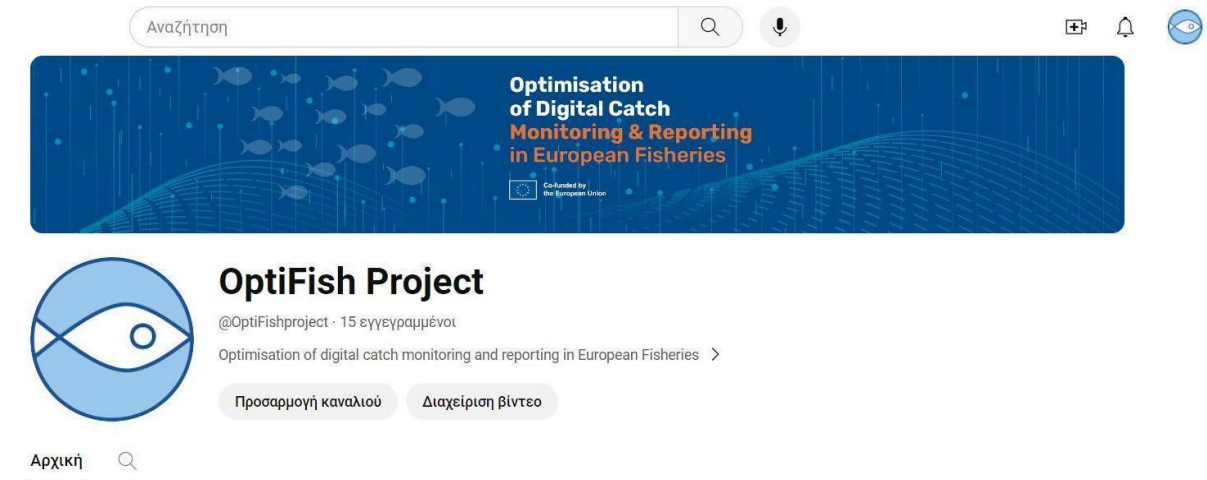 Αναζήτηση
Optimisation
of Digital Catch
Monitoring & Reporting
in European Fisheries
Co-funded by
the European Union
OptiFish Project
@OptiFishproject · 15 εγγεγραμμένοι
Optimisation of digital catch monitoring and reporting in European Fisheries
Προσαρμογή καναλιού Διαχείριση βίντεο
Αρχική